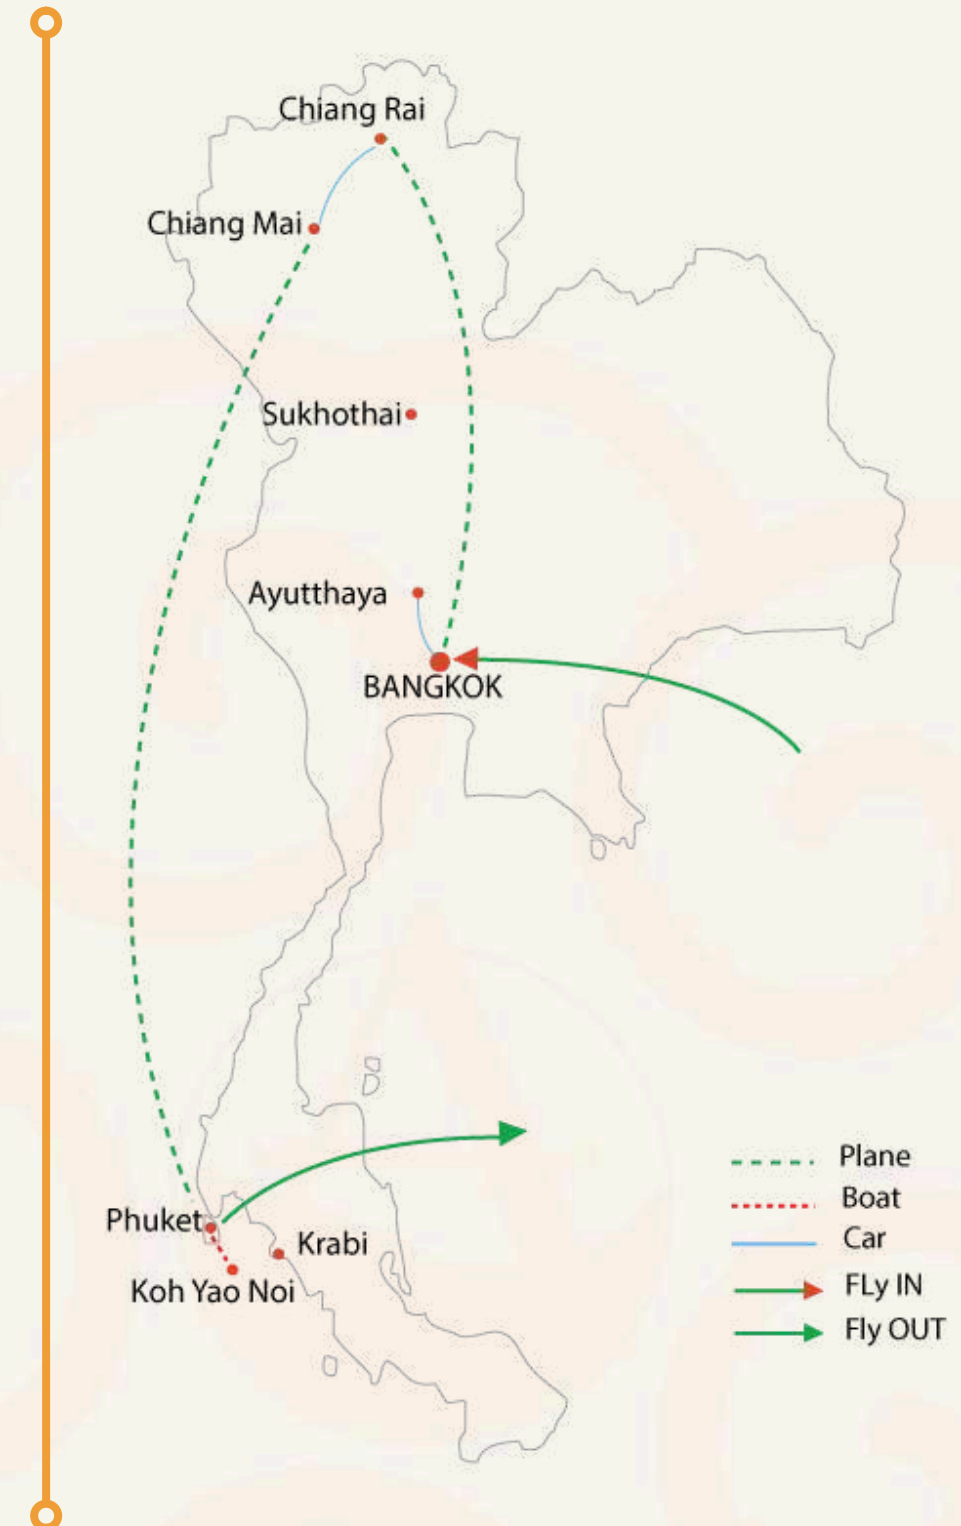 Chiang Rai
Chiang Mai
Sukhothai
Ayutthaya
BANGKOK
Phuket
Krabi
Koh Yao Noi
Plane
Boat
Car
FLy IN
Fly OUT